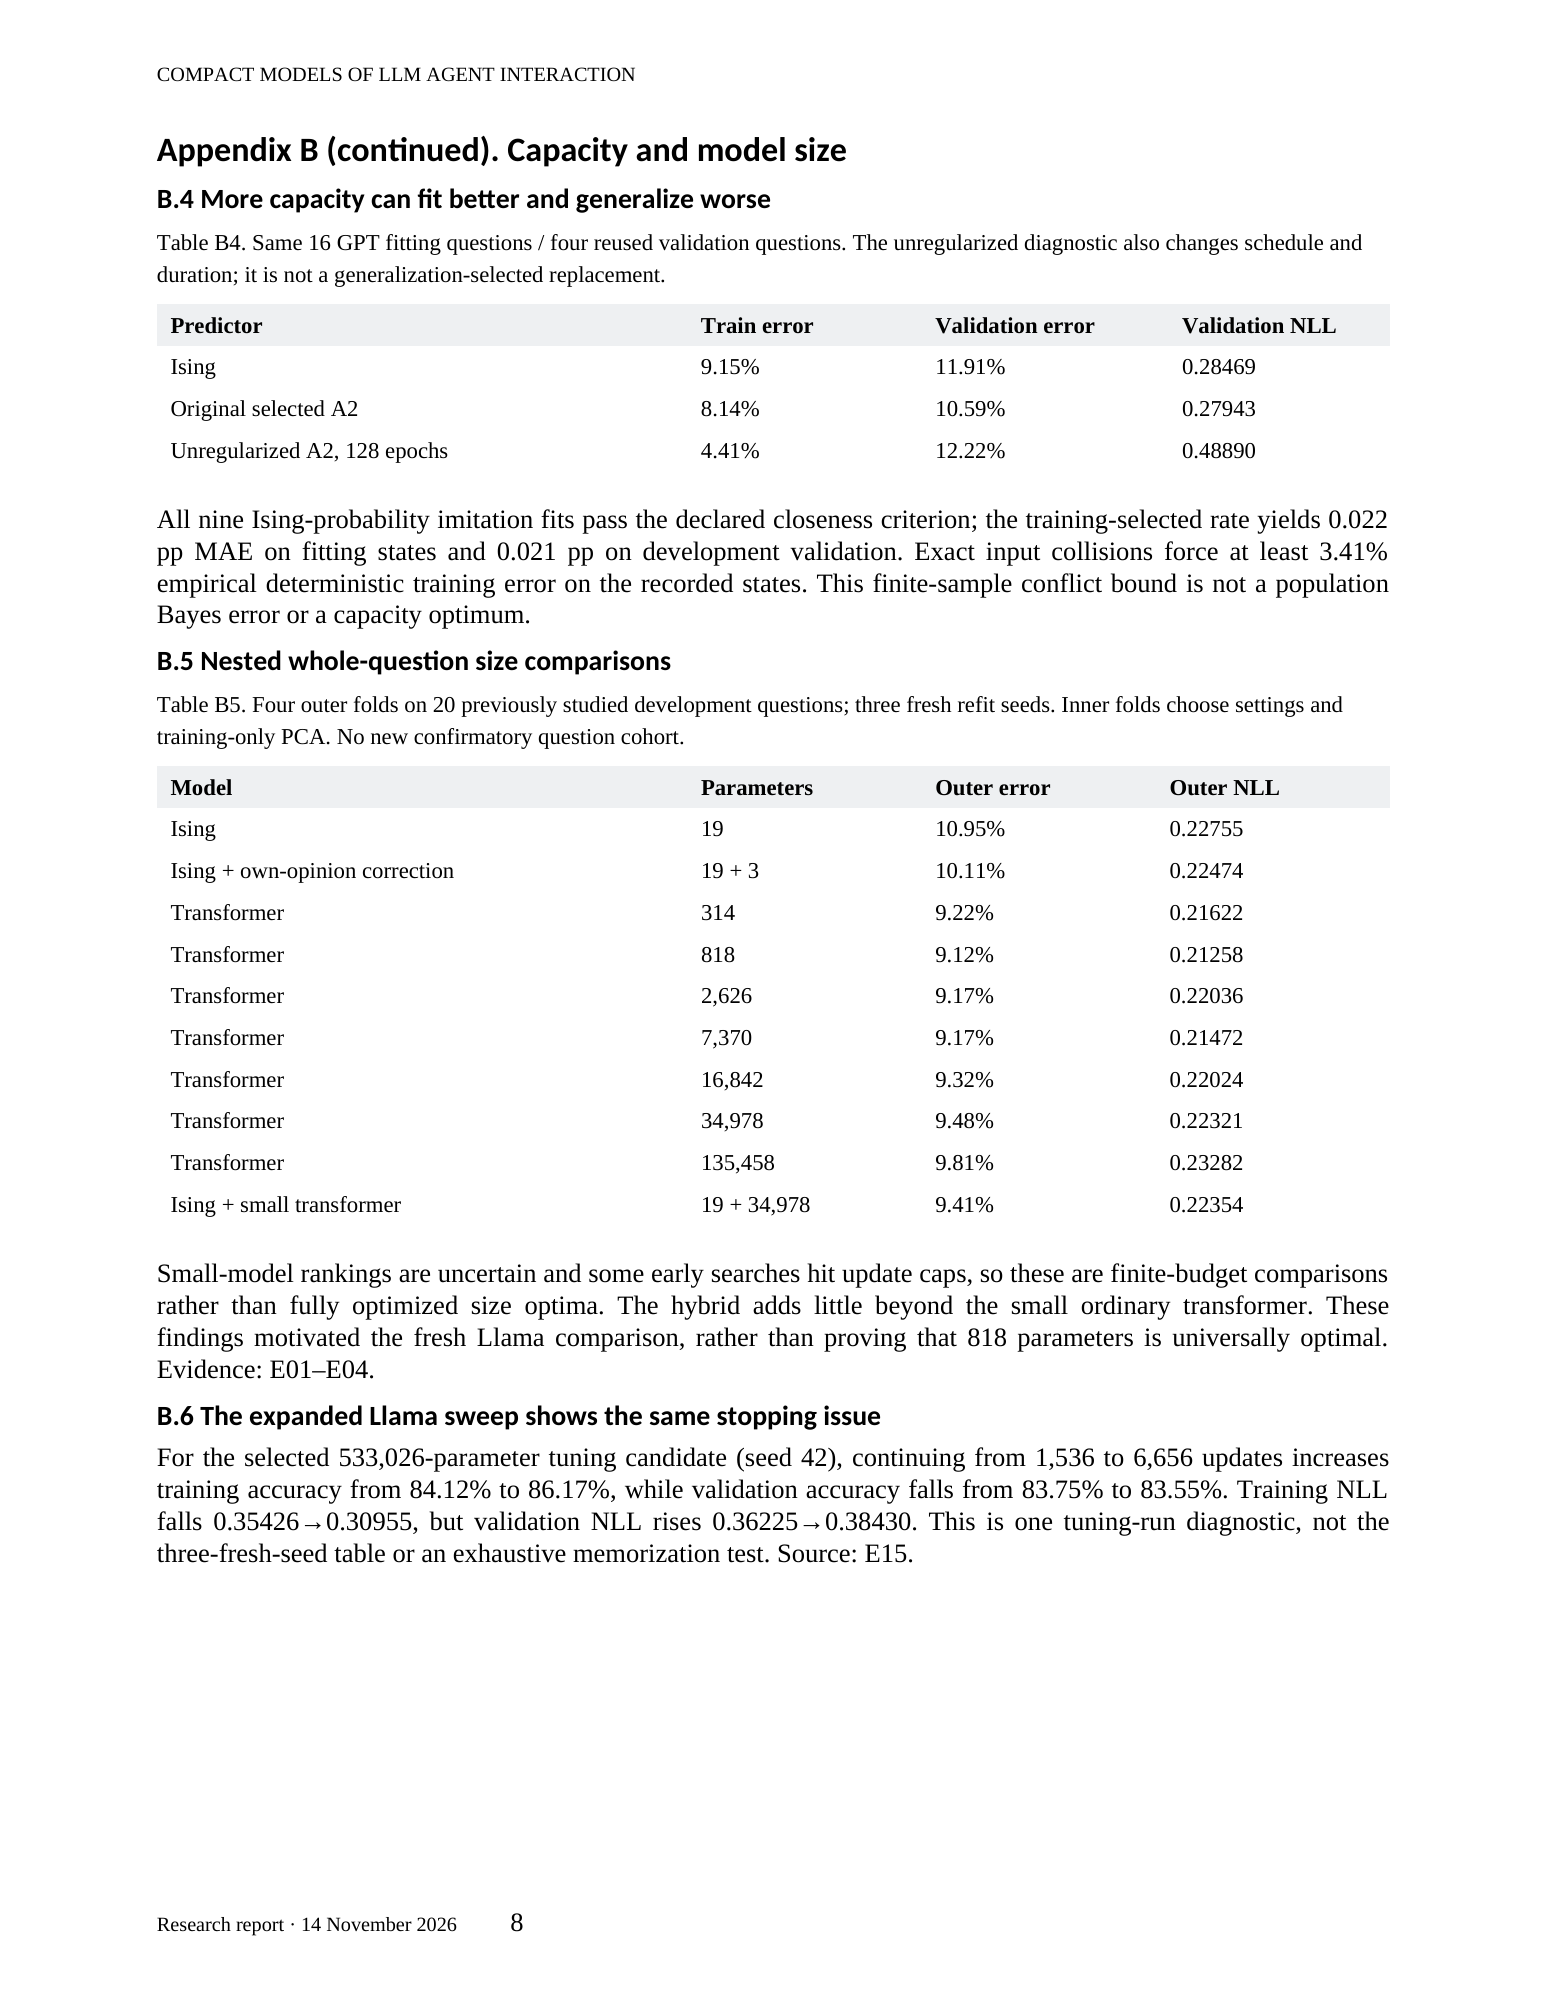 COMPACT MODELS OF LLM AGENT INTERACTION
Appendix B (continued). Capacity and model size
B.4 More capacity can fit better and generalize worse
Table B4. Same 16 GPT fitting questions / four reused validation questions. The unregularized diagnostic also changes schedule and
duration; it is not a generalization-selected replacement.
Predictor Train error Validation error Validation NLL
Ising 9.15% 11.91% 0.28469
Original selected A2 8.14% 10.59% 0.27943
Unregularized A2, 128 epochs 4.41% 12.22% 0.48890
All nine Ising-probability imitation fits pass the declared closeness criterion; the training-selected rate yields 0.022
pp MAE on fitting states and 0.021 pp on development validation. Exact input collisions force at least 3.41%
empirical deterministic training error on the recorded states. This finite-sample conflict bound is not a population
Bayes error or a capacity optimum.
B.5 Nested whole-question size comparisons
Table B5. Four outer folds on 20 previously studied development questions; three fresh refit seeds. Inner folds choose settings and
training-only PCA. No new confirmatory question cohort.
Model Parameters Outer error Outer NLL
Ising 19 10.95% 0.22755
Ising + own-opinion correction 19 + 3 10.11% 0.22474
Transformer 314 9.22% 0.21622
Transformer 818 9.12% 0.21258
Transformer 2,626 9.17% 0.22036
Transformer 7,370 9.17% 0.21472
Transformer 16,842 9.32% 0.22024
Transformer 34,978 9.48% 0.22321
Transformer 135,458 9.81% 0.23282
Ising + small transformer 19 + 34,978 9.41% 0.22354
Small-model rankings are uncertain and some early searches hit update caps, so these are finite-budget comparisons
rather than fully optimized size optima. The hybrid adds little beyond the small ordinary transformer. These
findings motivated the fresh Llama comparison, rather than proving that 818 parameters is universally optimal.
Evidence: E01–E04.
B.6 The expanded Llama sweep shows the same stopping issue
For the selected 533,026-parameter tuning candidate (seed 42), continuing from 1,536 to 6,656 updates increases
training accuracy from 84.12% to 86.17%, while validation accuracy falls from 83.75% to 83.55%. Training NLL
falls 0.35426→0.30955, but validation NLL rises 0.36225→0.38430. This is one tuning-run diagnostic, not the
three-fresh-seed table or an exhaustive memorization test. Source: E15.
Research report · 14 November 2026 8